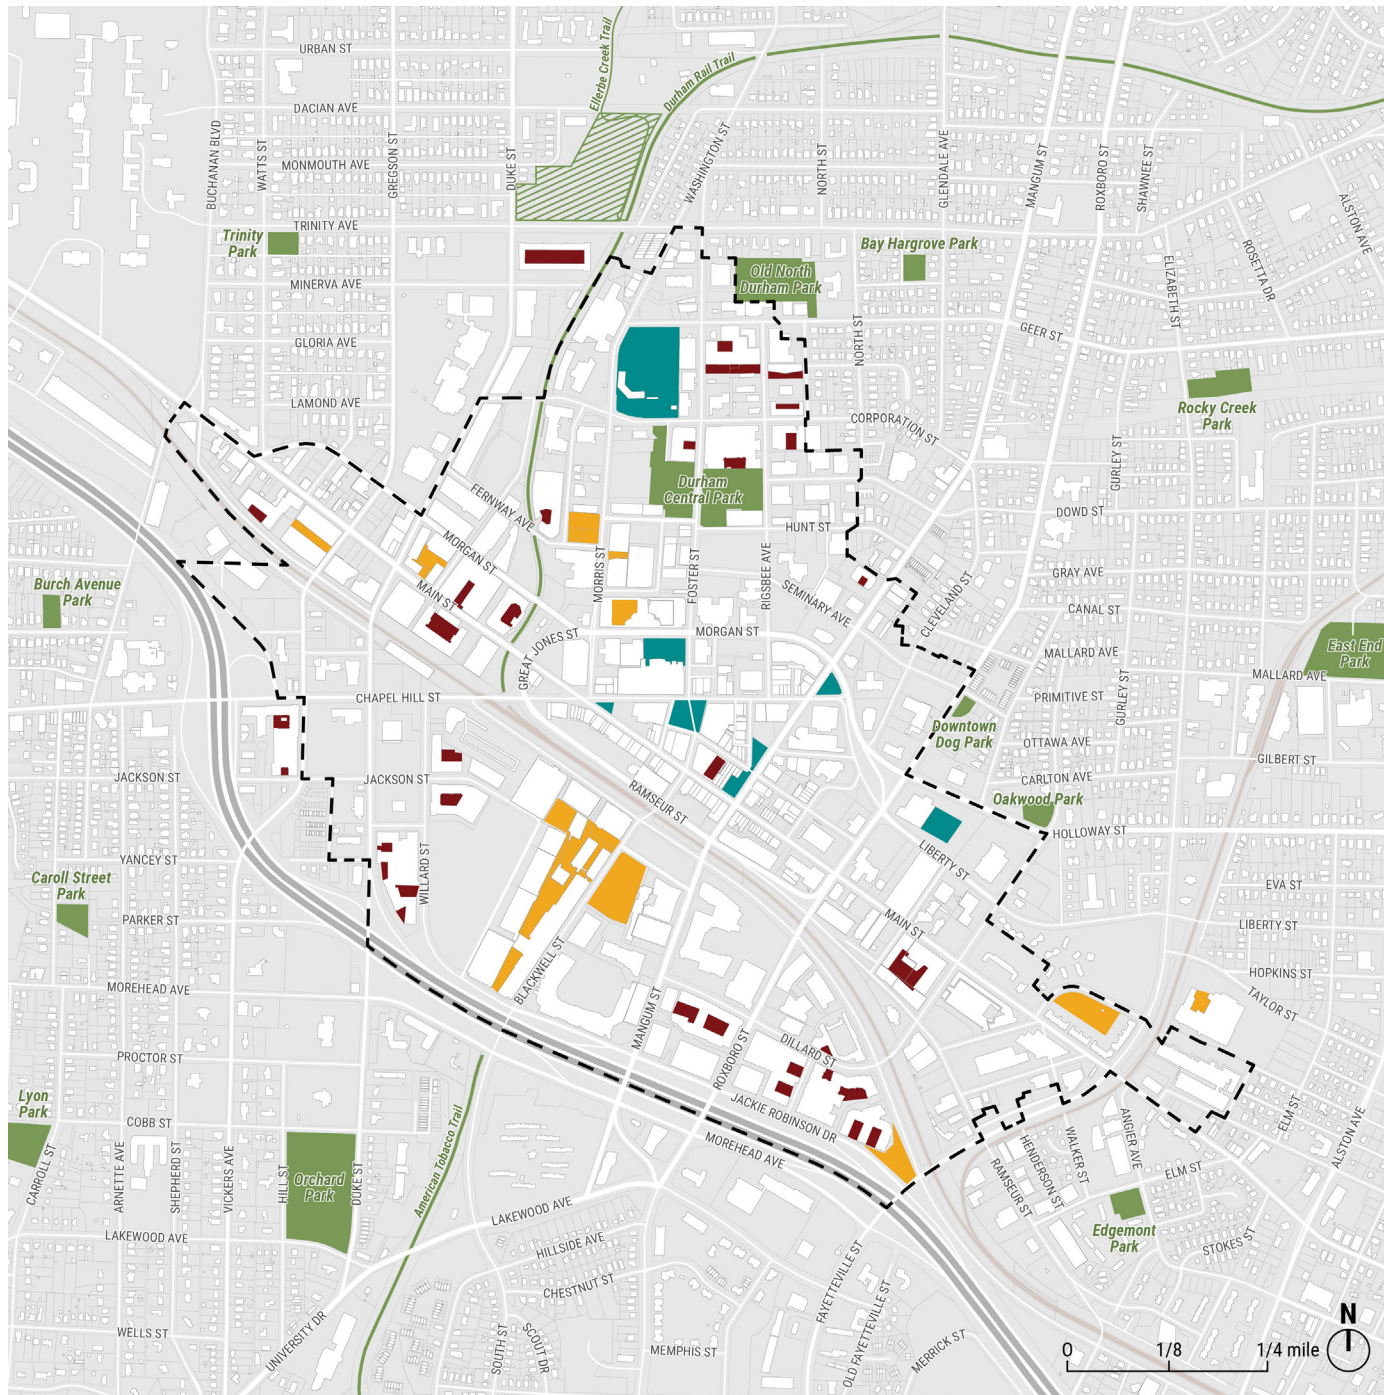 URBAN ST
Ellerbe Creek Trail
Durham Rail Trail
DACIAN AVE
BUCHANAN BLVD
WATTS ST
GREGSON ST
DUKE ST
MONMOUTH AVE
WASHINGTON ST
NORTH ST
GLENDALE AVE
MANGUM ST
ROXBORO ST
SHAWNEE ST
ALSTON AVE
TRINITY AVE
Trinity
Park
Bay Hargrove Park
ROSETTA DR
ELIZABETH ST
Old North
Durham Park
MINERVA AVE
GEER ST
NORTH ST
GLORIA AVE
LAMOND AVE
Rocky Creek
Park
CORPORATION ST
GURLEY ST
Durham
Central Park
FERNWAY AVE
DOWD ST
HUNT ST
MORGAN ST
MORRIS ST
FOSTER ST
RIGSBEE AVE
GRAY AVE
Burch Avenue
Park
MAIN ST
SEMINARY AVE
CLEVELAND ST
CANAL ST
GREAT JONES ST
MORGAN ST
MALLARD AVE
East End
Park
MALLARD AVE
CHAPEL HILL ST
PRIMITIVE ST
GURLEY ST
Downtown
Dog Park
OTTAWA AVE
GILBERT ST
JACKSON ST
JACKSON ST
CARLTON AVE
RAMSEUR ST
Oakwood Park
HOLLOWAY ST
YANCEY ST
WILLARD ST
LIBERTY ST
Caroll Street
Park
EVA ST
PARKER ST
MAIN ST
LIBERTY ST
BLACKWELL ST
HOPKINS ST
MOREHEAD AVE
TAYLOR ST
MANGUM ST
ROXBORO ST
DILLARD ST
PROCTOR ST
Lyon
Park
JACKIE ROBINSON DR
COBB ST
American Tobacco Trail
MOREHEAD AVE
ELM ST
ALSTON AVE
CARROLL ST
ARNETTE AVE
SHEPHERD ST
VICKERS AVE
HILL ST
Orchard
Park
DUKE ST
RAMSEUR ST
HENDERSON ST
WALKER ST
ANGIER AVE
ELM ST
LAKEWOOD AVE
LAKEWOOD AVE
HILLSIDE AVE
Edgemont
Park
STOKES ST
CHESTNUT ST
FAYETTEVILLE ST
OLD FAYETTEVILLE ST
WELLS ST
UNIVERSITY DR
SOUTH ST
SCOUT DR
MEMPHIS ST
MERRICK ST
N
0 1/8 1/4 mile